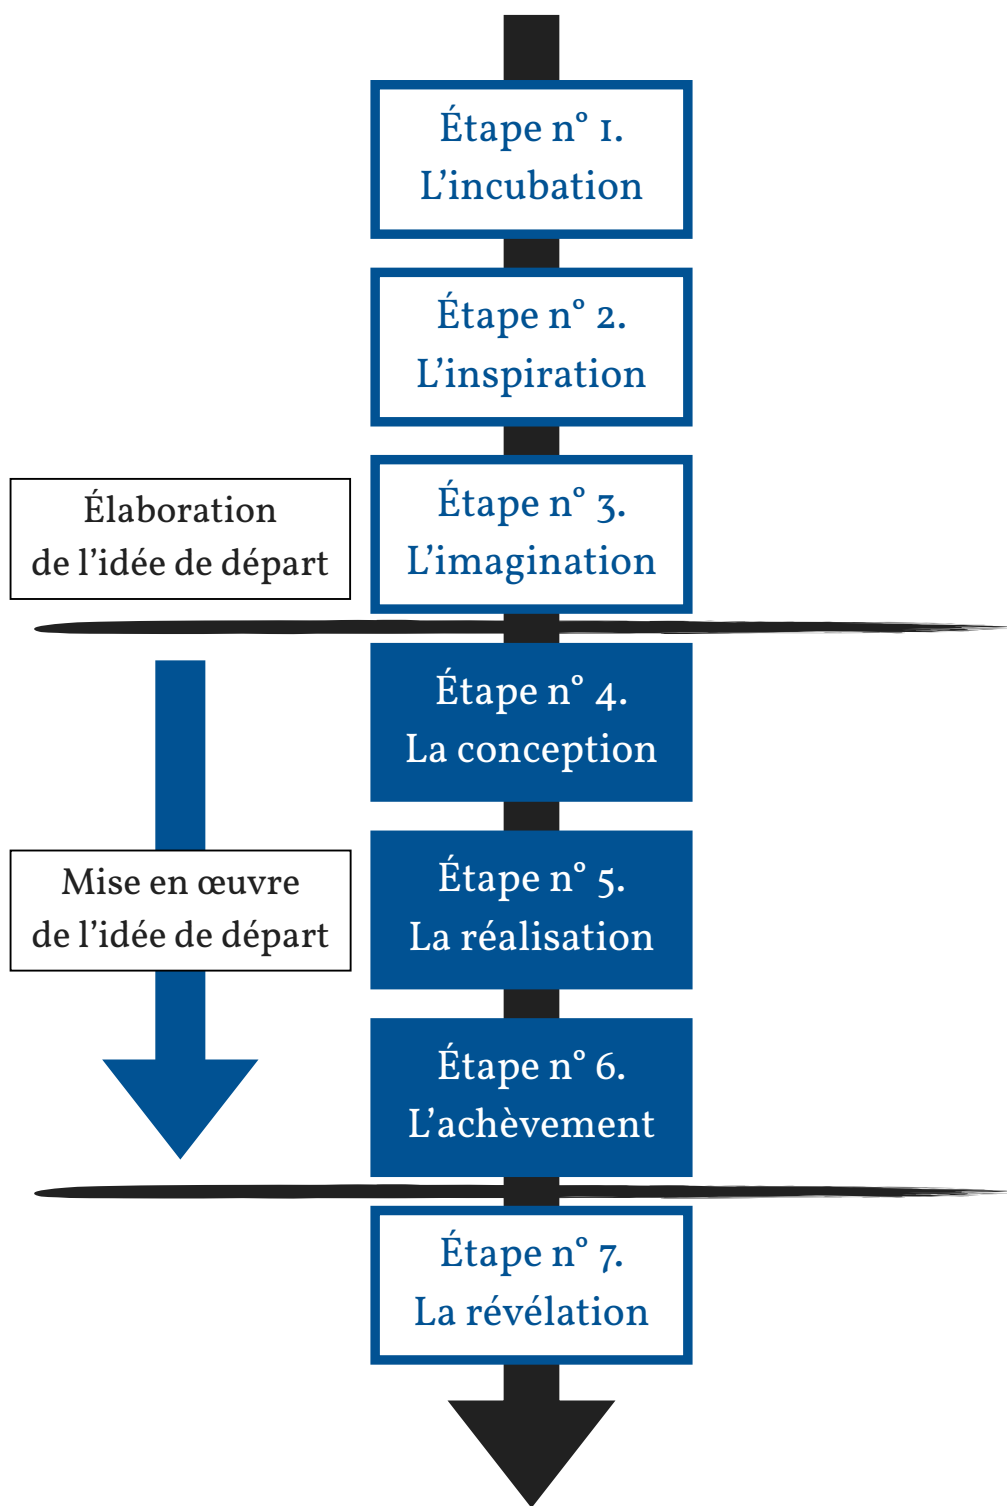 Étape n° 1.
L’incubation
Étape n° 2.
L’inspiration
Étape n° 3.
L’imagination
Élaboration
de l’idée de départ
Étape n° 4.
La conception
Étape n° 5.
La réalisation
Mise en œuvre
de l’idée de départ
Étape n° 6.
L’achèvement
Étape n° 7.
La révélation